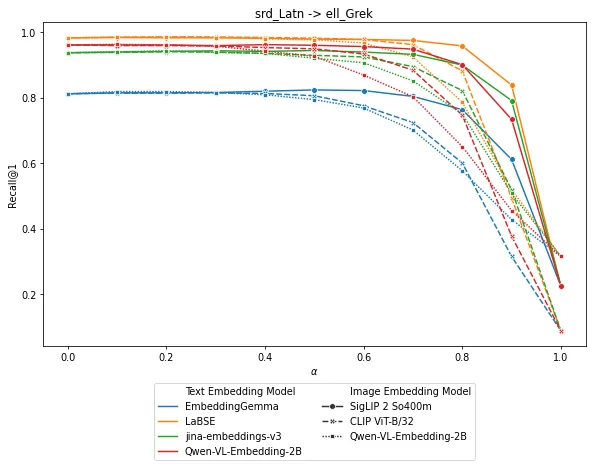 srd_Latn -> ell_Grek
Recall@1
1.0
0.8
0.6
0.4
0.2
0.0
0.2
0.4
0.6
0.8
1.0
α
Text Embedding Model
EmbeddingGemma
LaBSE
jina-embeddings-v3
Qwen-VL-Embedding-2B
Image Embedding Model
SigLIP 2 So400m
CLIP ViT-B/32
Qwen-VL-Embedding-2B